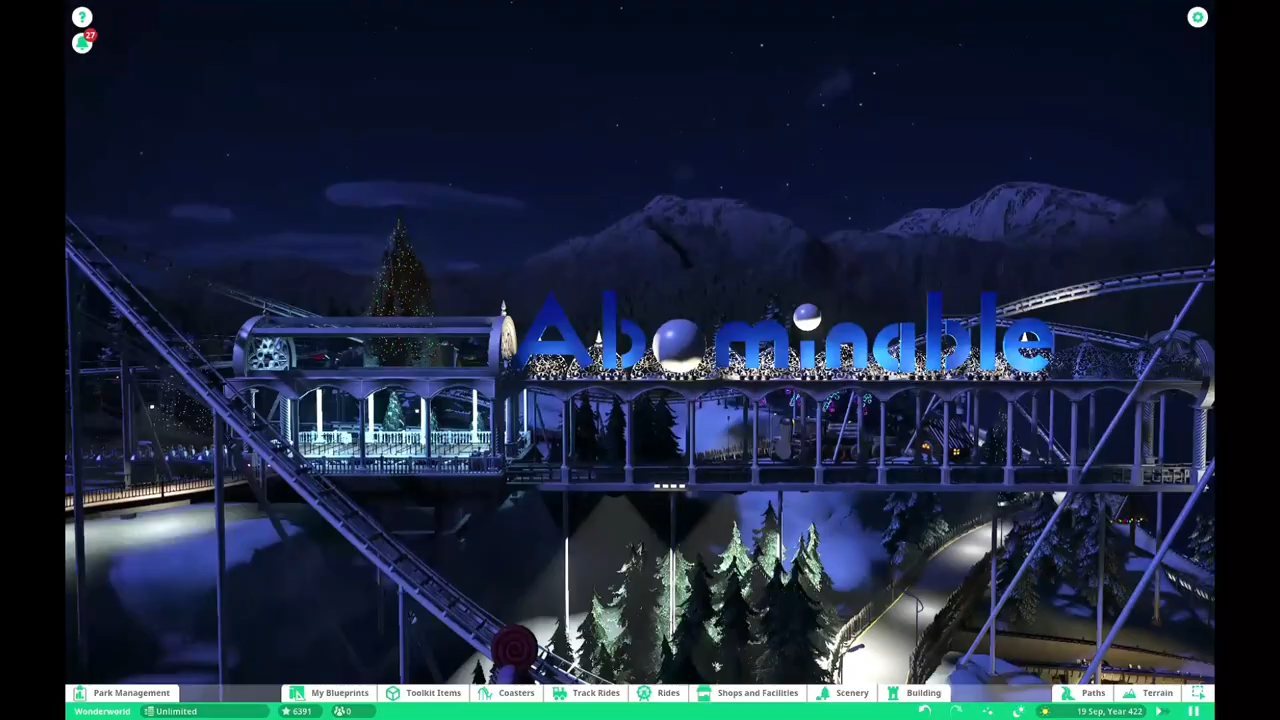 ?
27
Abominable
Park Management
My Blueprints
Toolkit Items
Coasters
Track Rides
Rides
Shops and Facilities
Scenery
Building
Paths
Terrain
Wonderworld
Unlimited
6391
0
19 Sep, Year 422